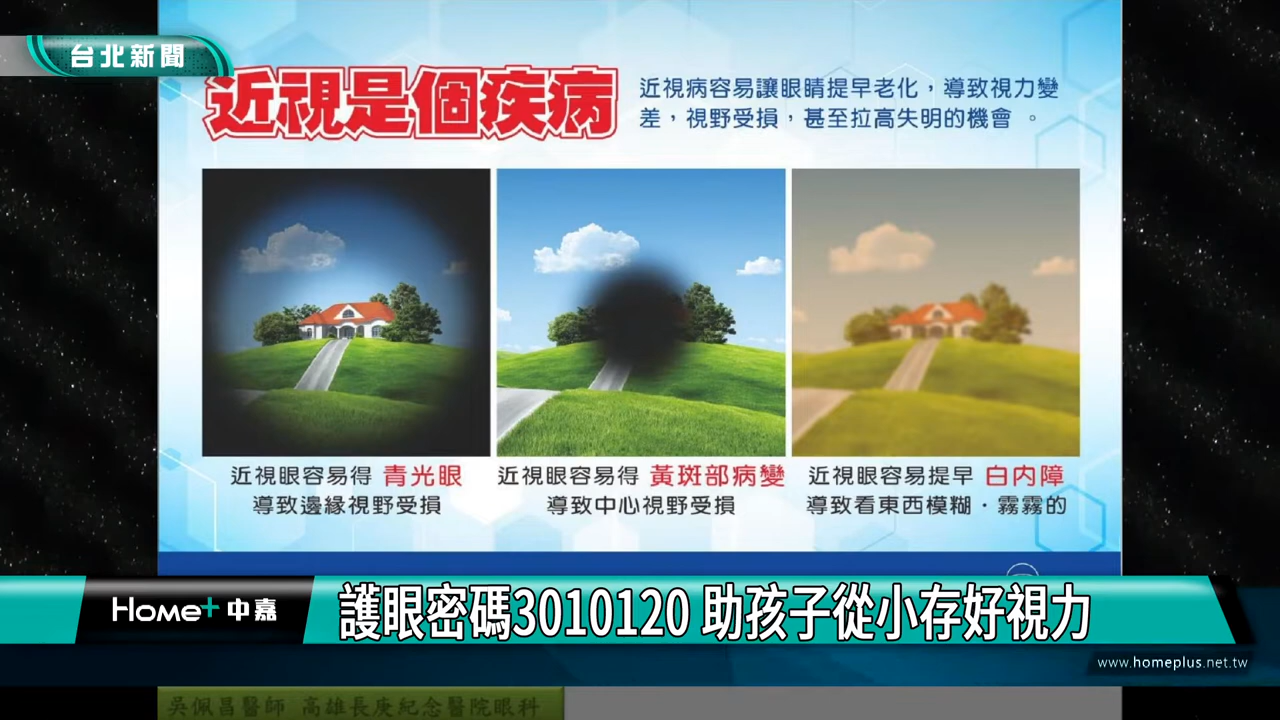 台北新聞
近視是個疾病
近視病容易讓眼睛提早老化，導致視力變
差，視野受損，甚至拉高失明的機會。
近視眼容易得 青光眼
導致邊緣視野受損
近視眼容易得 黃斑部病變
導致中心視野受損
近視眼容易提早 白內障
導致看東西模糊・霧霧的
Home+ 中嘉
護眼密碼3010120 助孩子從小存好視力
www.homeplus.net.tw
吳佩昌醫師 高雄長庚紀念醫院眼科